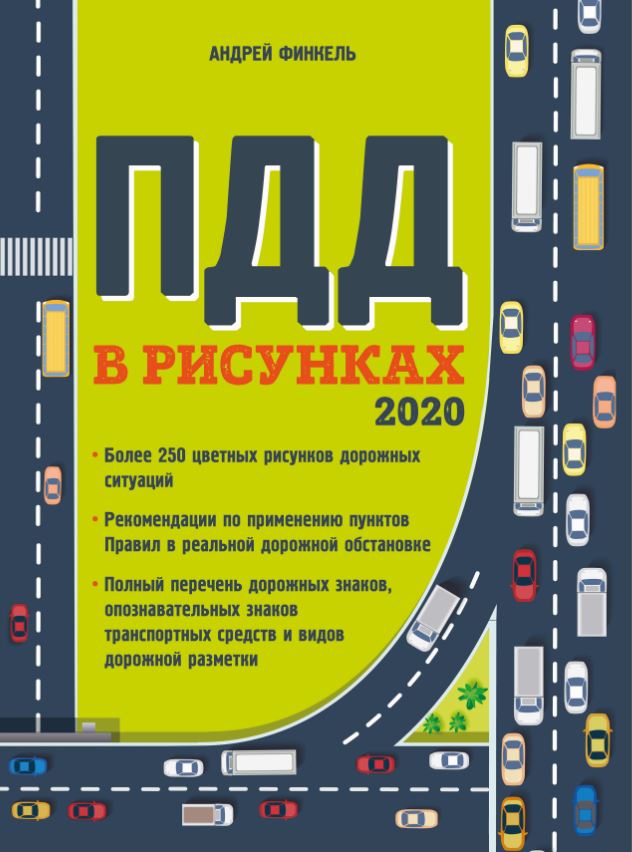 АНДРЕЙ ФИНКЕЛЬ
ПДД
В РИСУНКАХ
2020
• Более 250 цветных рисунков дорожных
ситуаций
• Рекомендации по применению пунктов
Правил в реальной дорожной обстановке
• Полный перечень дорожных знаков,
опознавательных знаков
транспортных средств и видов
дорожной разметки